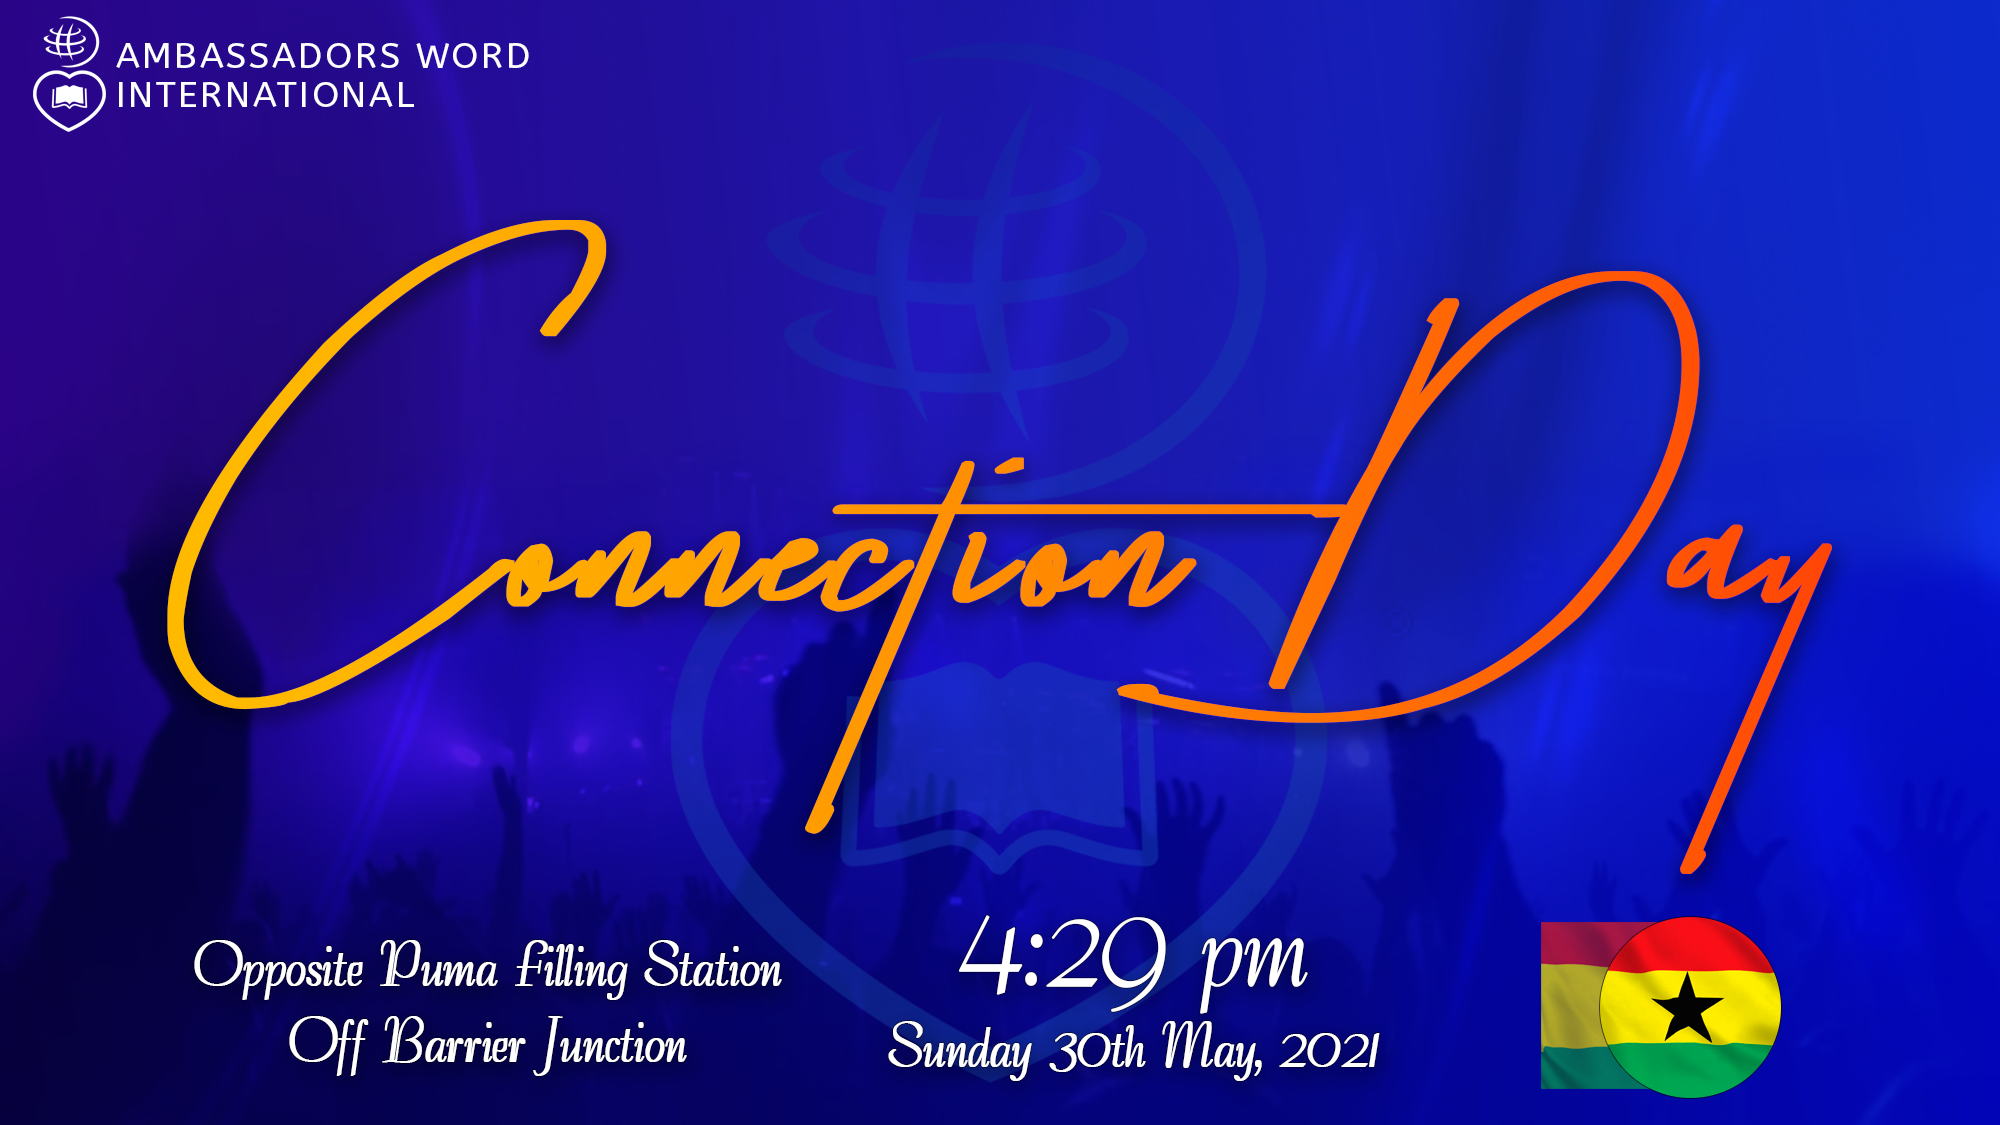 AMBASSADORS WORD
INTERNATIONAL
Connection Day
Opposite Puma Filling Station
Off Barrier Junction
4:29 pm
Sunday 30th May, 2021